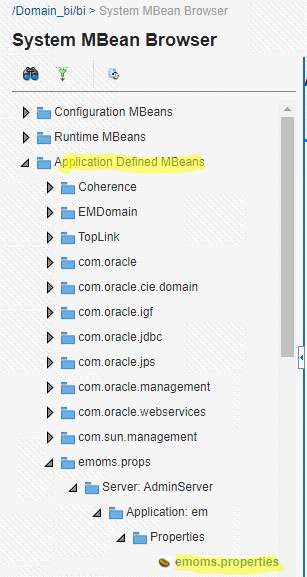 /Domain_bi/bi > System MBean Browser
System MBean Browser
Configuration MBeans
Runtime MBeans
Application Defined MBeans
Coherence
EMDomain
TopLink
com.oracle
com.oracle.cie.domain
com.oracle.igf
com.oracle.jdbc
com.oracle.jps
com.oracle.management
com.oracle.webservices
com.sun.management
emoms.props
Server: AdminServer
Application: em
Properties
emoms.properties